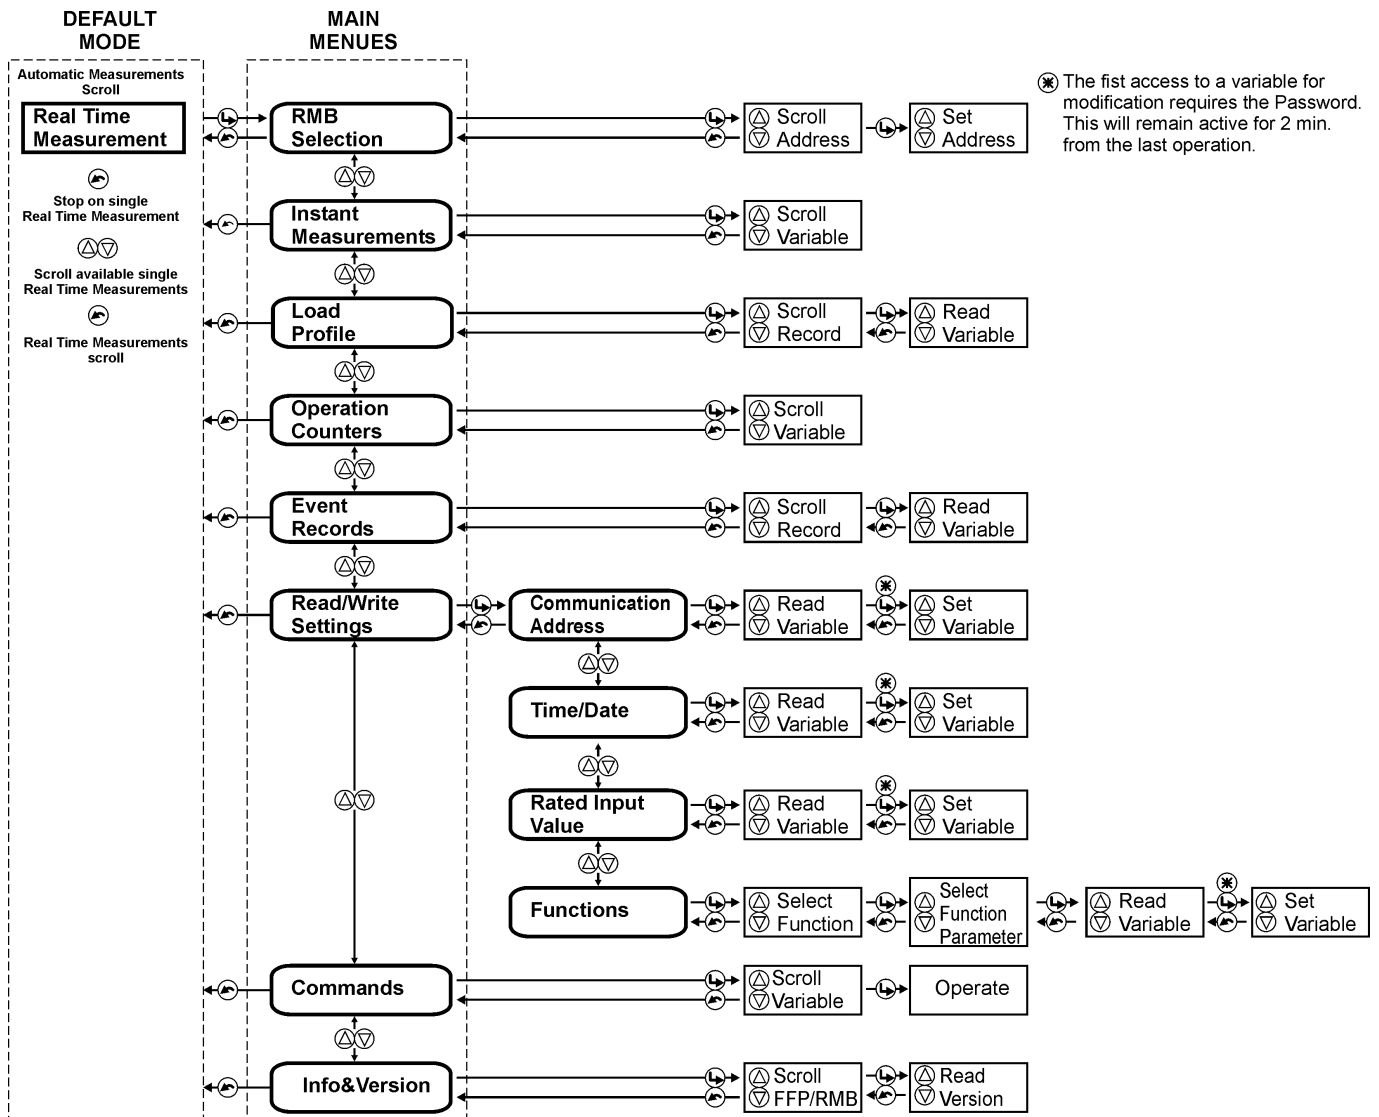 DEFAULT
MODE
MAIN
MENUES
Automatic Measurements
Scroll
Real Time
Measurement
Stop on single
Real Time Measurement
Scroll available single
Real Time Measurements
Real Time Measurements
scroll
RMB
Selection
Scroll
Address
Set
Address
The fist access to a variable for
modification requires the Password.
This will remain active for 2 min.
from the last operation.
Instant
Measurements
Scroll
Variable
Load
Profile
Scroll
Record
Read
Variable
Operation
Counters
Scroll
Variable
Event
Records
Scroll
Record
Read
Variable
Read/Write
Settings
Communication
Address
Read
Variable
Set
Variable
Time/Date
Read
Variable
Set
Variable
Rated Input
Value
Read
Variable
Set
Variable
Functions
Select
Function
Select
Function
Parameter
Read
Variable
Set
Variable
Commands
Scroll
Variable
Operate
Info&Version
Scroll
FFP/RMB
Read
Version